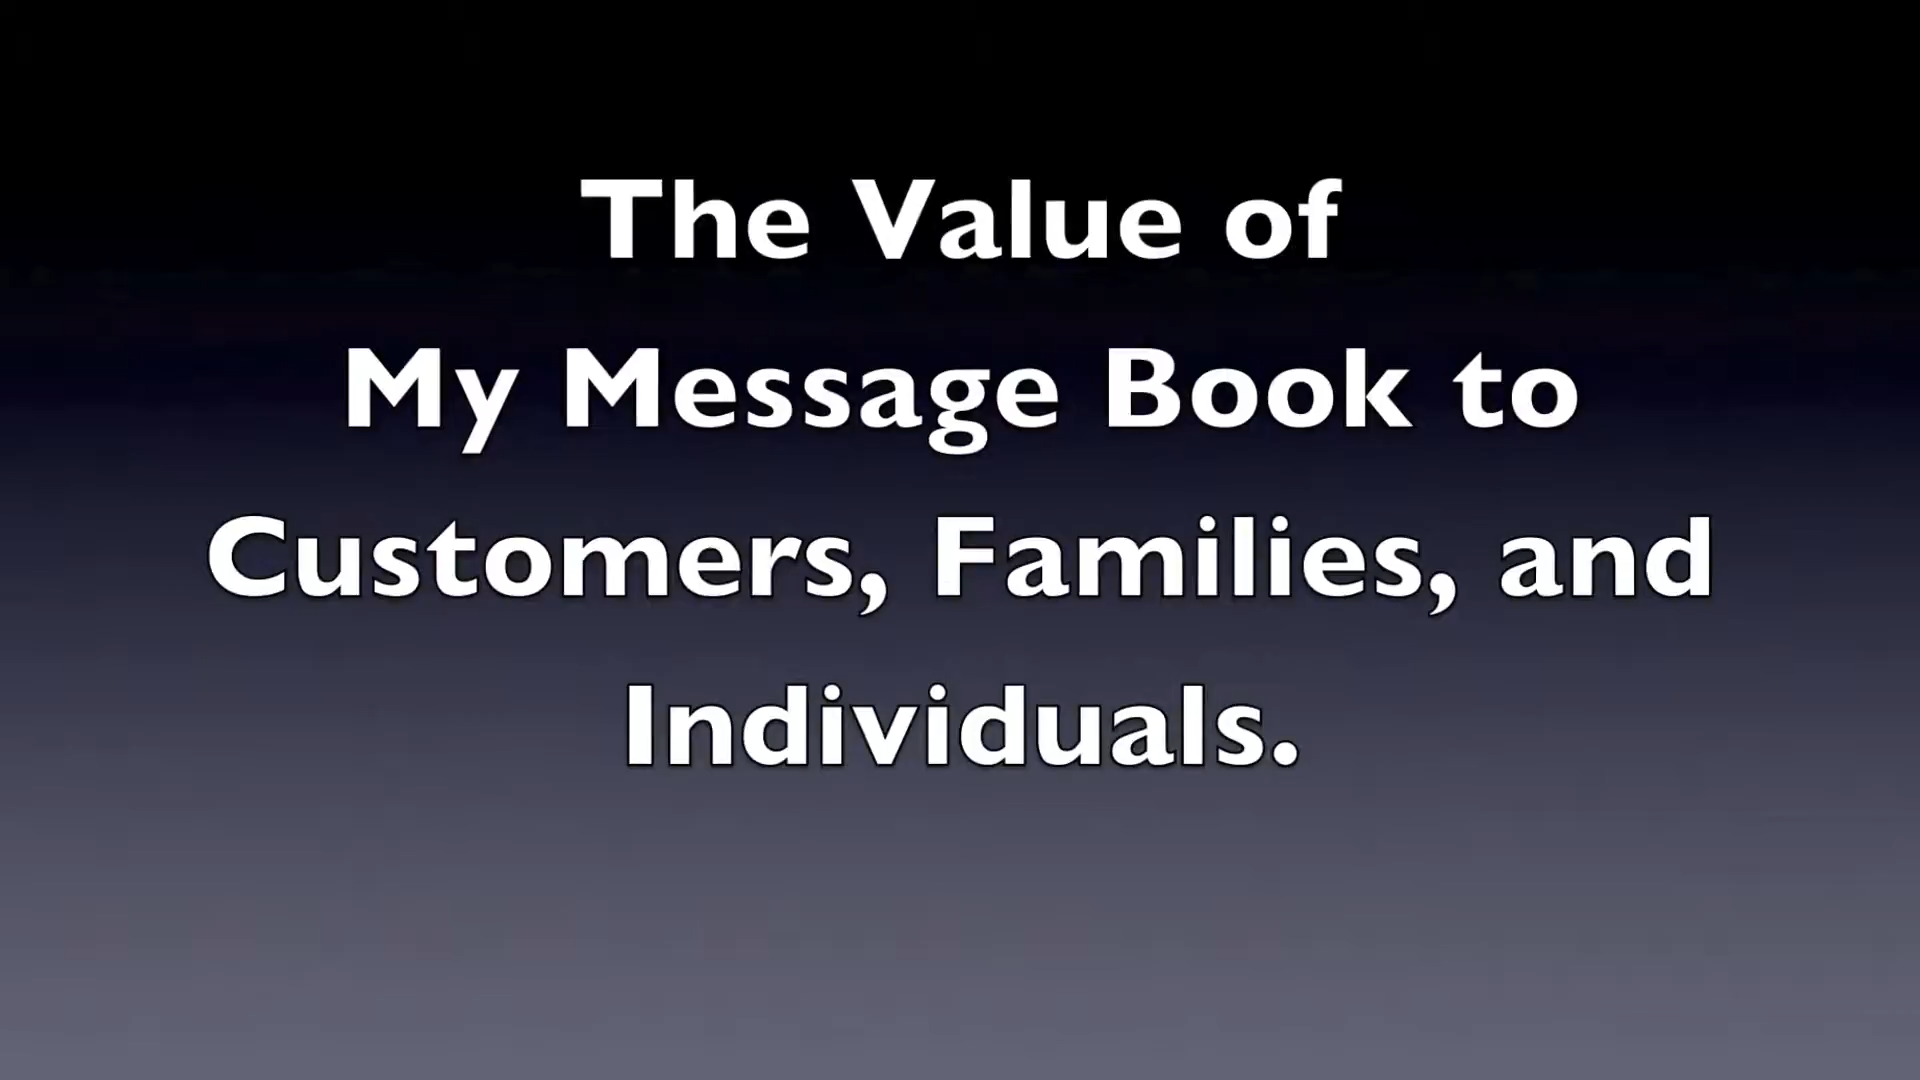 The Value of
My Message Book to
Customers, Families, and
Individuals.